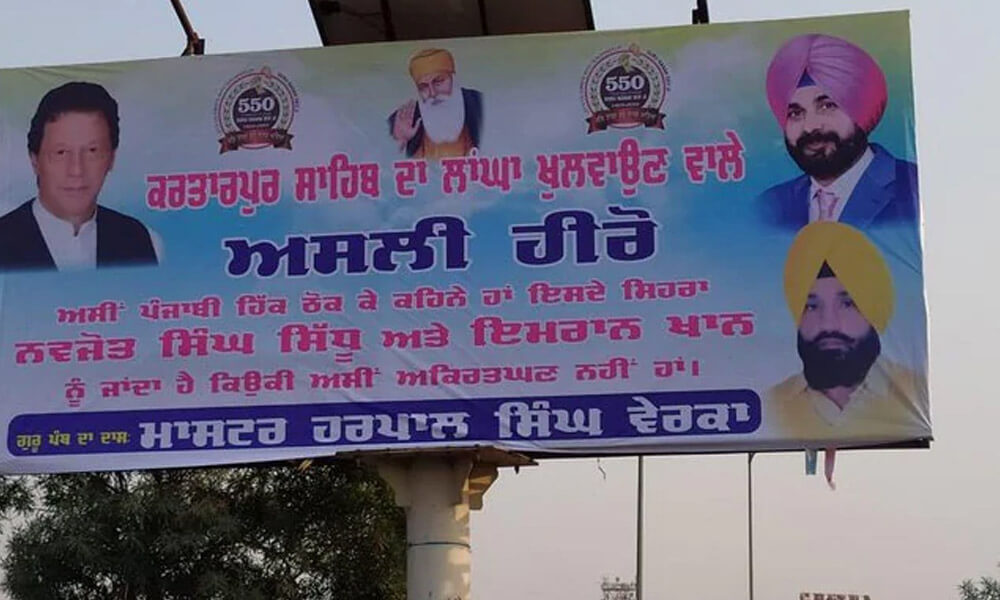 550
550
ਕਰਤਾਰਪੁਰ ਸਾਹਿਬ ਦਾ ਲਾਂਘਾ ਖੁਲਵਾਉਣ ਵਾਲੇ
ਅਸਲੀ ਹੀਰੋ
ਅਸੀਂ ਪੰਜਾਬੀ ਹਿੱਕ ਠੋਕ ਕੇ ਕਹਿਨੇ ਹਾਂ ਇਸਦੇ ਸਿਹਰਾ
ਨਵਜੋਤ ਸਿੰਘ ਸਿੱਧੂ ਅਤੇ ਇਮਰਾਨ ਖਾਨ
ਨੂੰ ਜਾਂਦਾ ਹੈ ਕਿਉਕੀ ਅਸੀਂ ਅਕਿਰਤਘਣ ਨਹੀਂ ਹਾਂ।
ਗੁਰੂ ਪੰਥ ਦਾ ਦਾਸ: ਮਾਸਟਰ ਹਰਪਾਲ ਸਿੰਘ ਵੇਰਕਾ